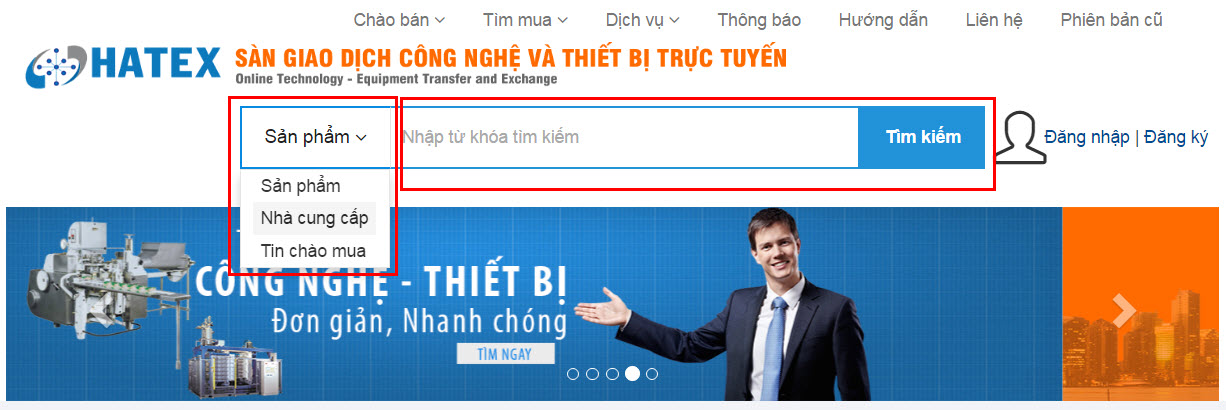 Chào bán Tìm mua Dịch vụ Thông báo Hướng dẫn Liên hệ Phiên bản cũ
HATEX
SÀN GIAO DỊCH CÔNG NGHỆ VÀ THIẾT BỊ TRỰC TUYẾN
Online Technology - Equipment Transfer and Exchange
Sản phẩm Nhập từ khóa tìm kiếm Tìm kiếm Đăng nhập | Đăng ký
Sản phẩm
Nhà cung cấp
Tin chào mua
CÔNG NGHỆ - THIẾT BỊ
Đơn giản, Nhanh chóng
TÌM NGAY